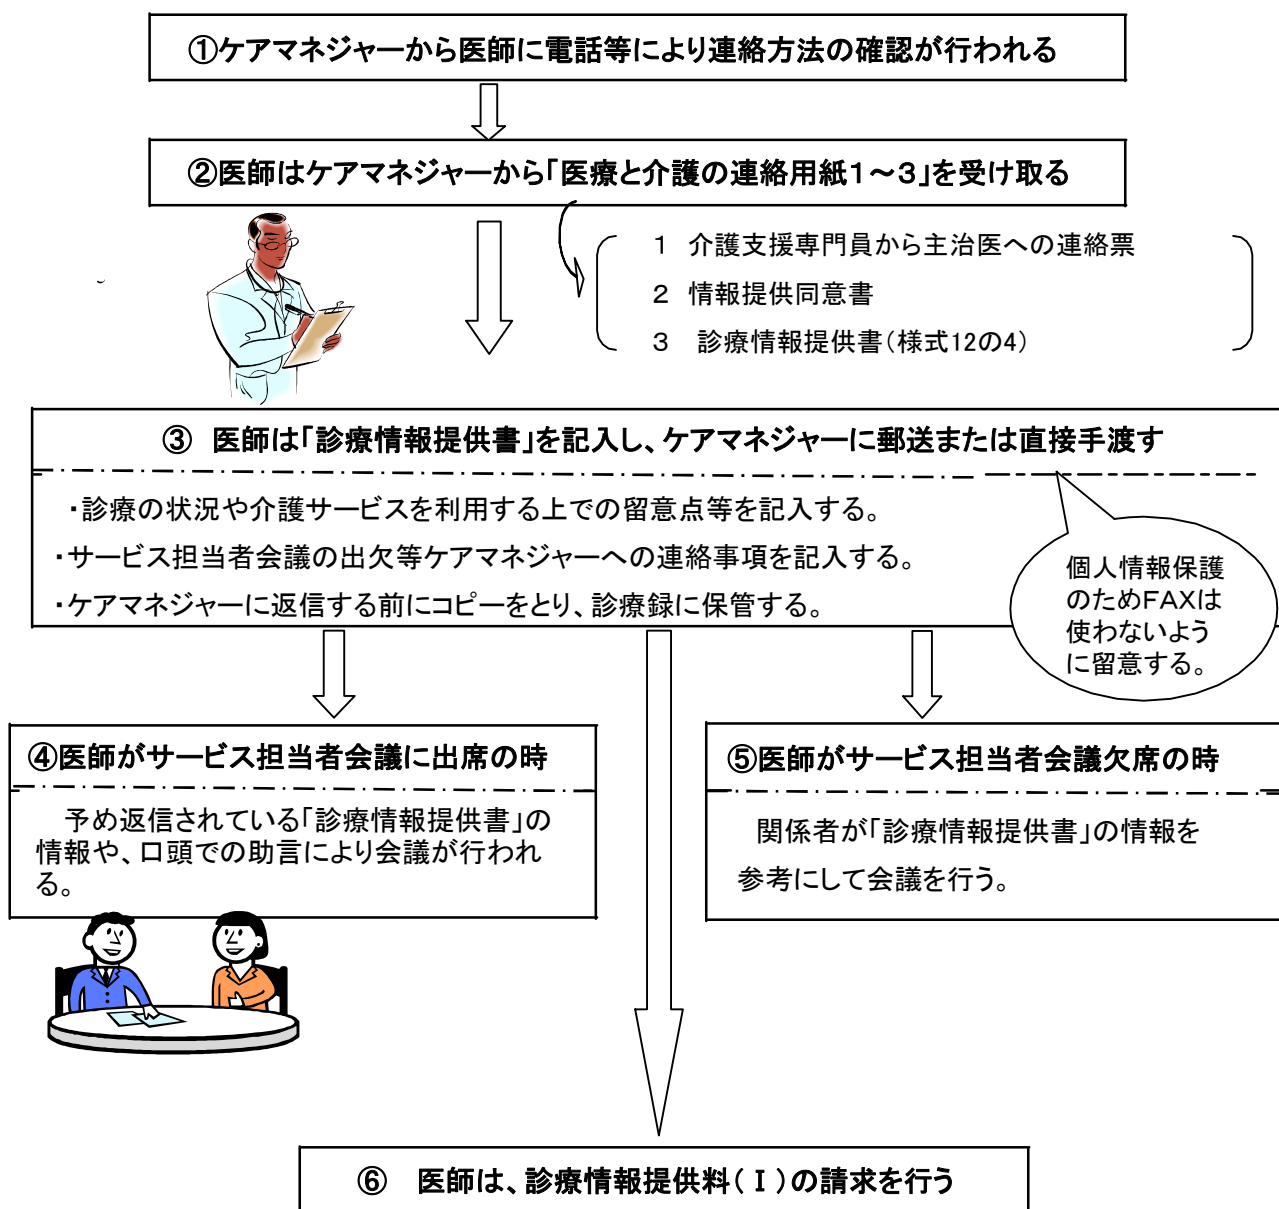 ①ケアマネジャーから医師に電話等により連絡方法の確認が行われる
②医師はケアマネジャーから「医療と介護の連絡用紙１～３」を受け取る
１ 介護支援専門員から主治医への連絡票
２ 情報提供同意書
３ 診療情報提供書（様式12の4）
③ 医師は「診療情報提供書」を記入し、ケアマネジャーに郵送または直接手渡す
・診療の状況や介護サービスを利用する上での留意点等を記入する。
・サービス担当者会議の出欠等ケアマネジャーへの連絡事項を記入する。
・ケアマネジャーに返信する前にコピーをとり、診療録に保管する。
個人情報保護
のためFAXは
使わないよう
に留意する。
④医師がサービス担当者会議に出席の時
予め返信されている「診療情報提供書」の
情報や、口頭での助言により会議が行われ
る。
⑤医師がサービス担当者会議欠席の時
関係者が「診療情報提供書」の情報を
参考にして会議を行う。
⑥ 医師は、診療情報提供料（Ⅰ）の請求を行う